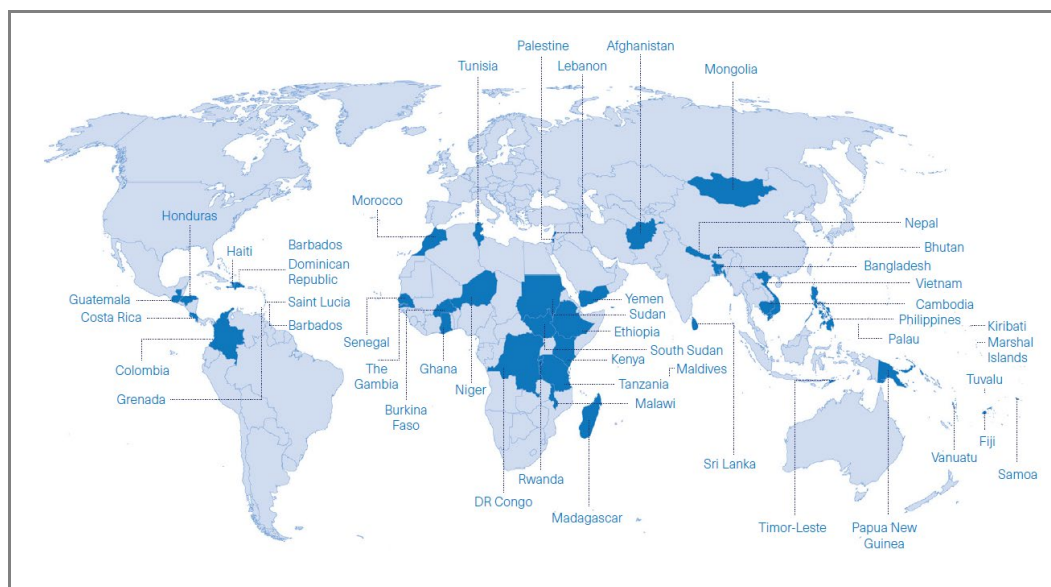 Palestine
Afghanistan
Tunisia
Lebanon
Mongolia
Morocco
Honduras
Nepal
Haiti
Barbados
Bhutan
Dominican
Republic
Bangladesh
Vietnam
Guatemala
Saint Lucia
Yemen
Cambodia
Costa Rica
Sudan
Philippines
Barbados
Senegal
Ethiopia
Palau
Kiribati
Marshal
Islands
Colombia
The
Gambia
Ghana
Niger
South Sudan
Kenya
Maldives
Tanzania
Tuvalu
Grenada
Burkina
Faso
Malawi
Fiji
Vanuatu
Sri Lanka
Samoa
Rwanda
DR Congo
Madagascar
Timor-Leste
Papua New
Guinea